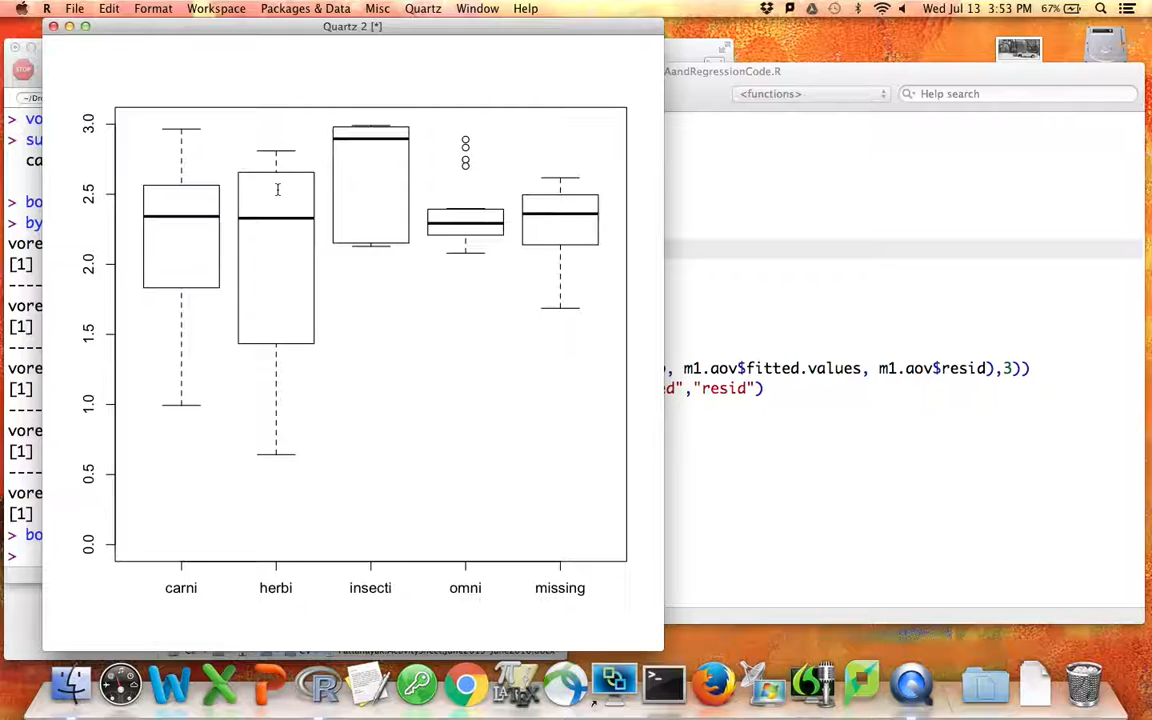 R File Edit Format Workspace Packages & Data Misc Quartz Window Help
Wed Jul 13 3:53 PM 67%
Quartz 2 [*]
AandRegressionCode.R
STOP
<functions>
Help search
~/Dro
> vo
> su
ca
> bo
> by
vore
[1]
----
vore
[1]
----
vore
[1]
----
vore
[1]
----
vore
[1]
> bo
>
3.0
2.5
2.0
1.5
1.0
0.5
0.0
carni herbi insecti omni missing
, m1.aov$fitted.values, m1.aov$resid),3))
ed","resid")